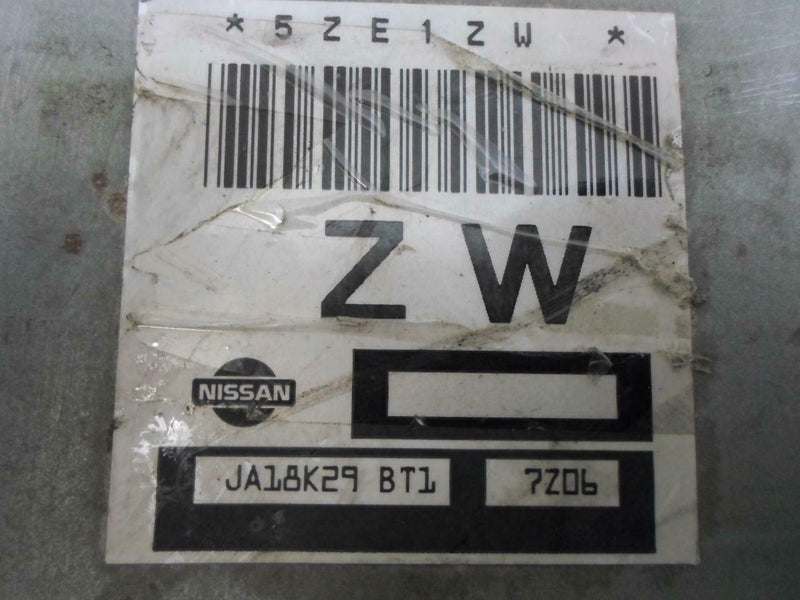 *5ZE1ZW *
ZW
NISSAN
JA18K29 BT1 7Z06